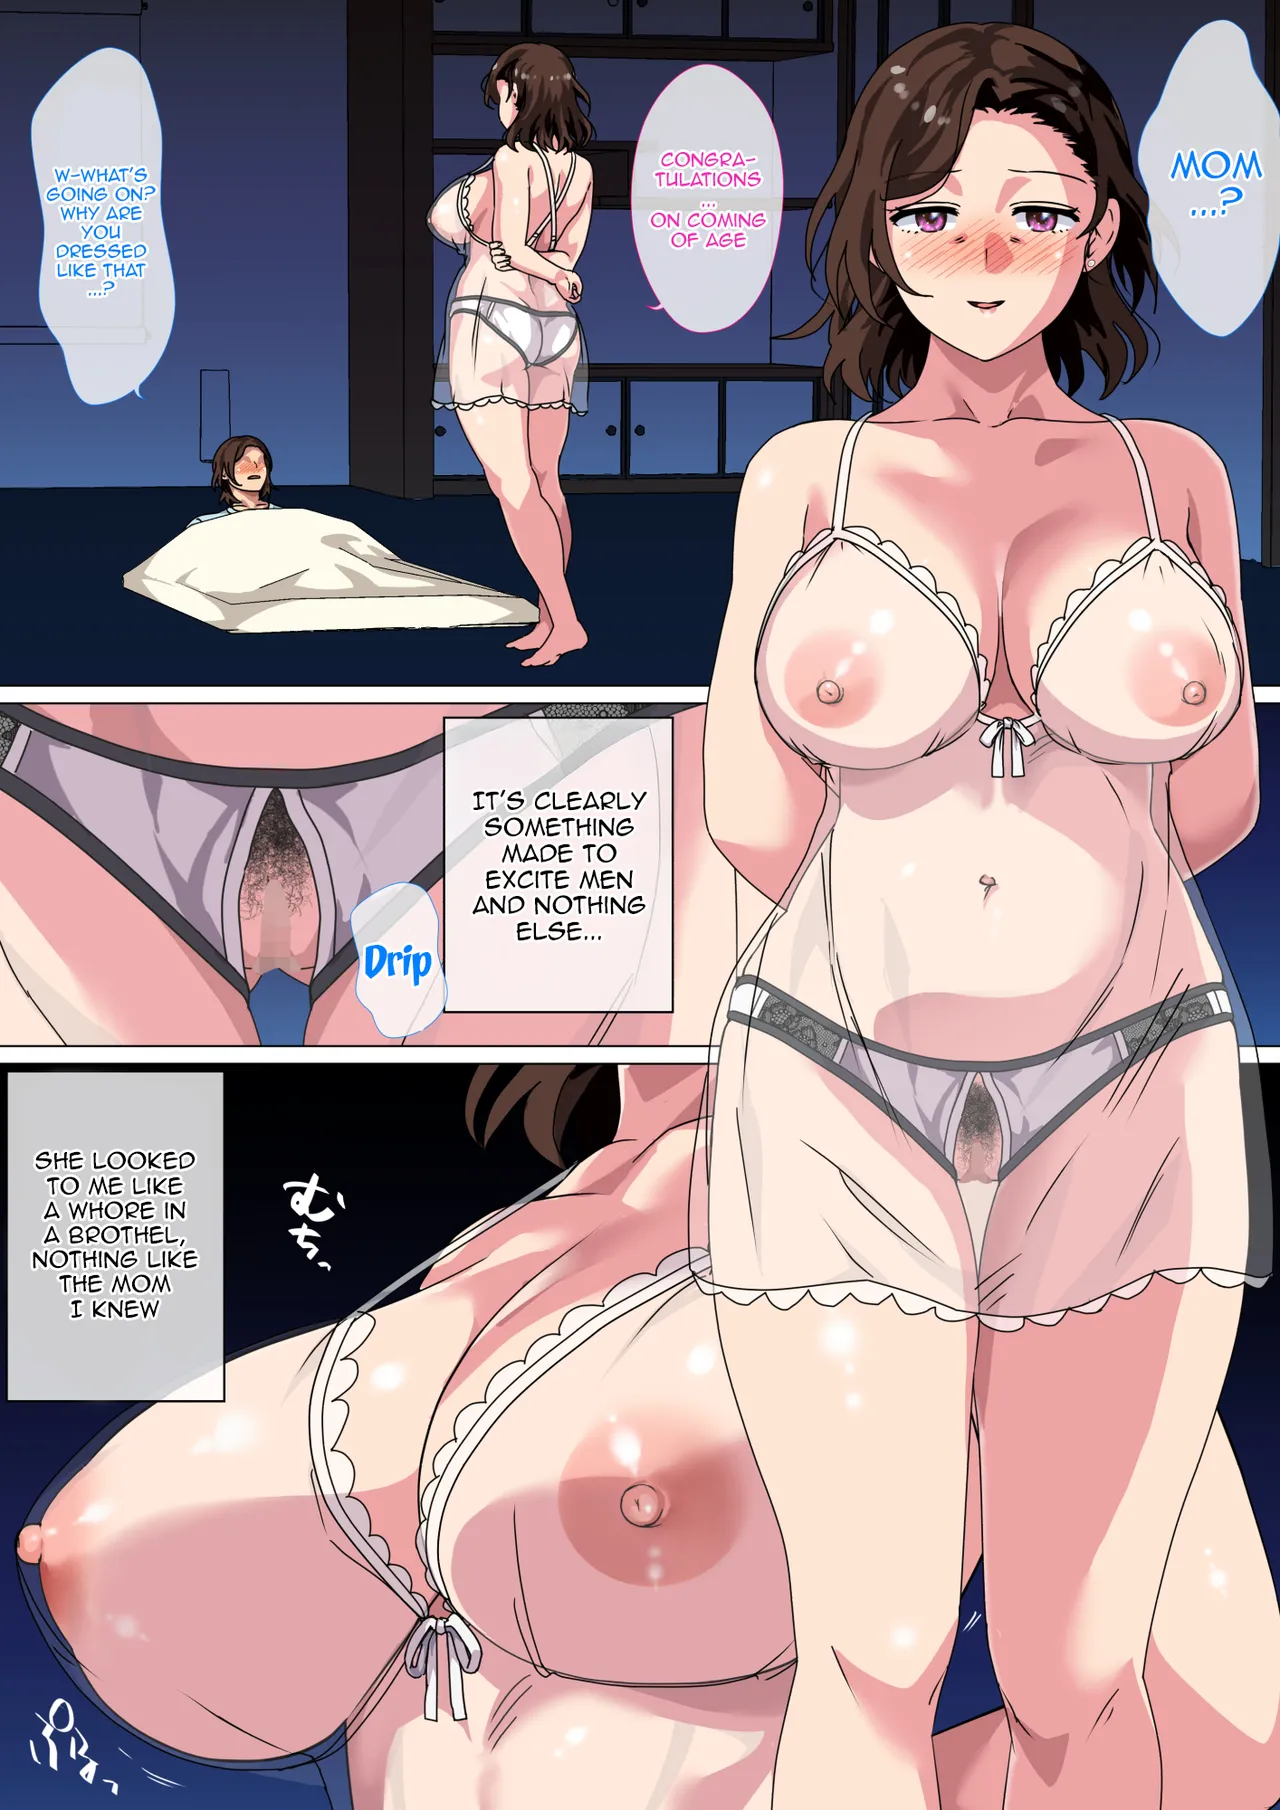 MOM
...?
CONGRA-
TULATIONS
...
ON COMING
OF AGE
W-WHAT'S
GOING ON?
WHY ARE
YOU
DRESSED
LIKE THAT
...?
IT'S CLEARLY
SOMETHING
MADE TO
EXCITE MEN
AND NOTHING
ELSE...
Drip
SHE LOOKED
TO ME LIKE
A WHORE IN
A BROTHEL,
NOTHING LIKE
THE MOM
I KNEW
むちっ